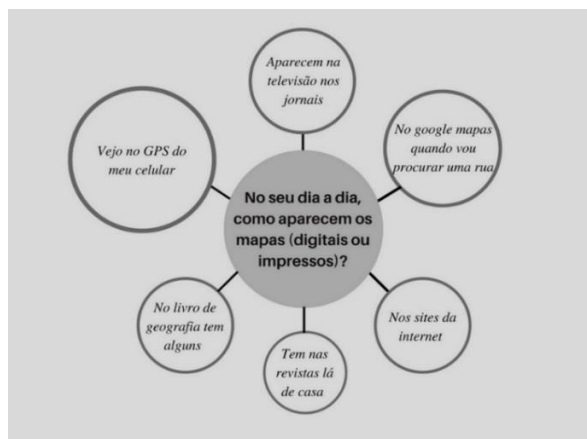 Aparecem na
televisão nos
jornais
Vejo no GPS do
meu celular
No google mapas
quando vou
procurar uma rua
No seu dia a dia,
como aparecem os
mapas (digitais ou
impressos)?
No livro de
geografia tem
alguns
Nos sites da
internet
Tem nas
revistas lá
de casa